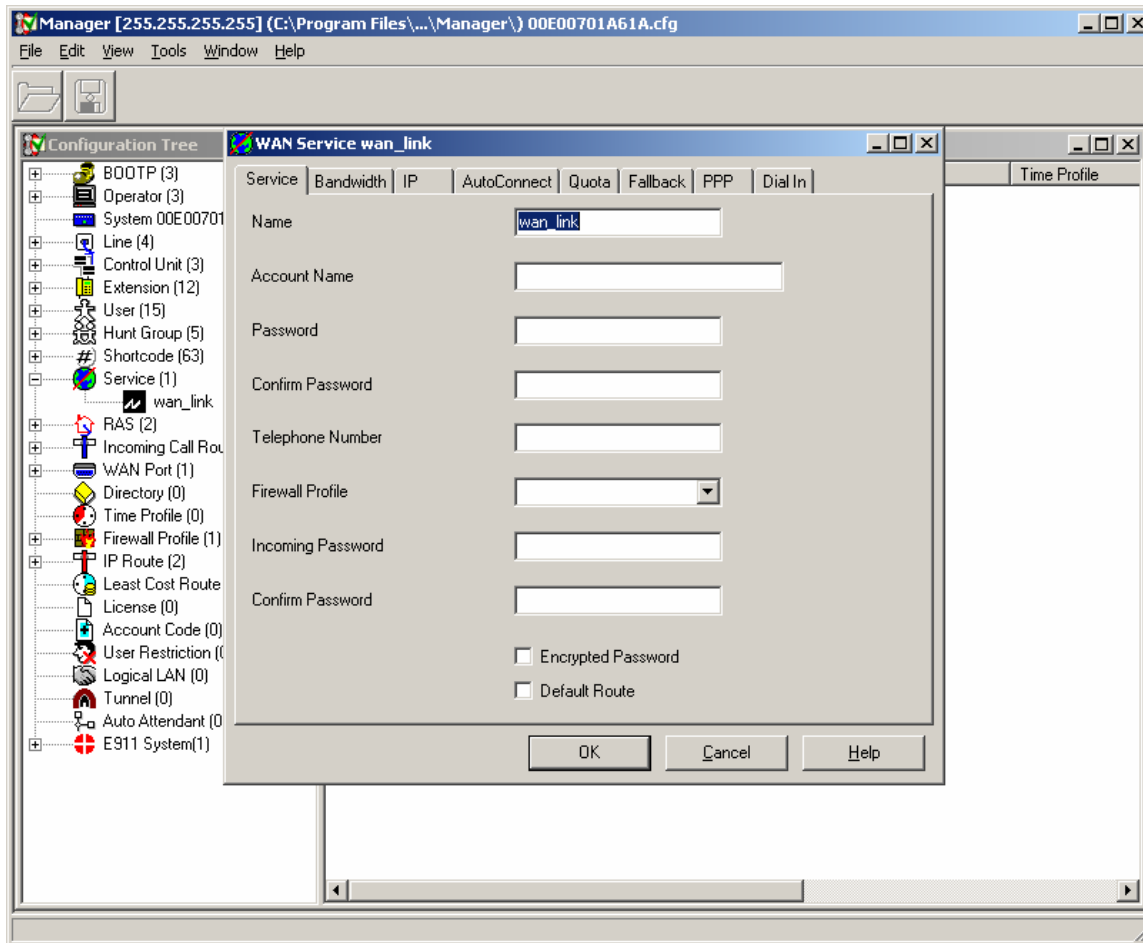 Manager [255.255.255.255] (C:\Program Files\...\Manager\) 00E00701A61A.cfg
File Edit View Tools Window Help
Configuration Tree
BOOTP (3)
Operator (3)
System 00E00701
Line (4)
Control Unit (3)
Extension (12)
User (15)
Hunt Group (5)
Shortcode (63)
Service (1)
wan_link
RAS (2)
Incoming Call Rou
WAN Port (1)
Directory (0)
Time Profile (0)
Firewall Profile (1)
IP Route (2)
Least Cost Route
License (0)
Account Code (0)
User Restriction (0
Logical LAN (0)
Tunnel (0)
Auto Attendant (0
E911 System(1)
WAN Service wan_link
Service Bandwidth IP AutoConnect Quota Fallback PPP Dial In
Name wan_link
Account Name
Password
Confirm Password
Telephone Number
Firewall Profile
Incoming Password
Confirm Password
Encrypted Password
Default Route
OK Cancel Help
Time Profile